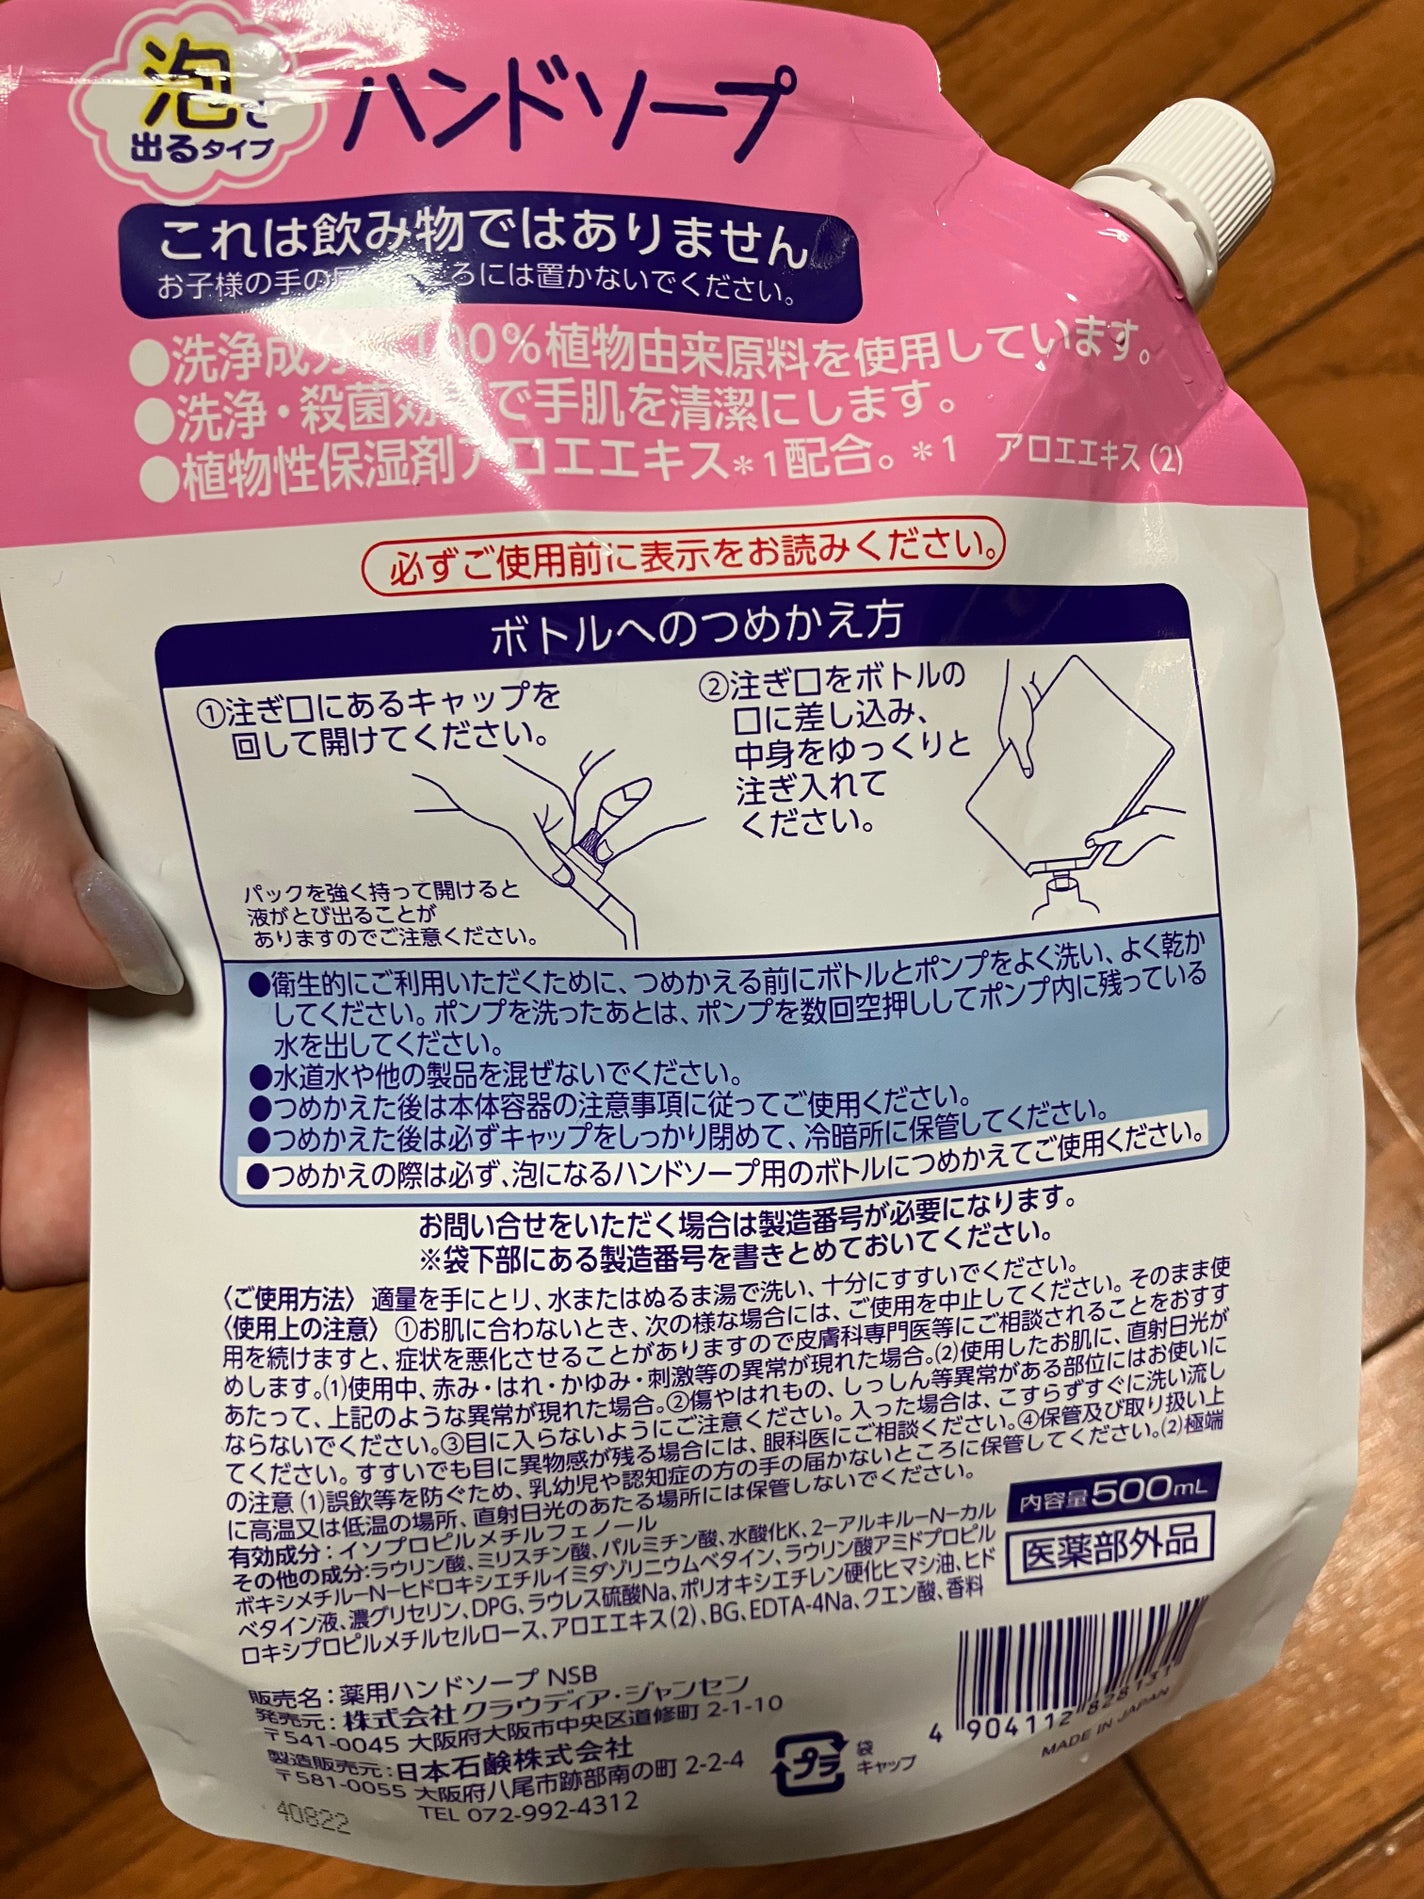 泡で
出るタイプ
ハンドソープ
これは飲み物ではありません
お子様の手の届 ころには置かないでください。
●洗浄成分 100%植物由来原料を使用しています。
●洗浄・殺菌効 で手肌を清潔にします。
●植物性保湿剤アロエエキス*1配合。*1 アロエエキス(2)
必ずご使用前に表示をお読みください。
ボトルへのつめかえ方
①注ぎ口にあるキャップを
回して開けてください。
パックを強く持って開けると
液がとび出ることが
ありますのでご注意ください。
②注ぎ口をボトルの
口に差し込み、
中身をゆっくりと
注ぎ入れて
ください。
●衛生的にご利用いただくために、つめかえる前にボトルとポンプをよく洗い、よく乾か
してください。ポンプを洗ったあとは、ポンプを数回空押ししてポンプ内に残っている
水を出してください。
●水道水や他の製品を混ぜないでください。
●つめかえた後は本体容器の注意事項に従ってご使用ください。
●つめかえた後は必ずキャップをしっかり閉めて、冷暗所に保管してください。
●つめかえの際は必ず、泡になるハンドソープ用のボトルにつめかえてご使用ください。
お問い合せをいただく場合は製造番号が必要になります。
※袋下部にある製造番号を書きとめておいてください。
〈ご使用方法〉 適量を手にとり、水またはぬるま湯で洗い、十分にすすいでください。
〈使用上の注意〉 ①お肌に合わないとき、次の様な場合には、ご使用を中止してください。そのまま使
用を続けますと、症状を悪化させることがありますので皮膚科専門医等にご相談されることをおすす
めします。(1)使用中、赤み・はれ・かゆみ・刺激等の異常が現れた場合。(2)使用したお肌に、直射日光が
あたって、上記のような異常が現れた場合。②傷やはれもの、しっしん等異常がある部位にはお使いに
ならないでください。③目に入らないようにご注意ください。入った場合は、こすらずすぐに洗い流し
てください。すすいでも目に異物感が残る場合には、眼科医にご相談ください。④保管及び取り扱い上
の注意 (1)誤飲等を防ぐため、乳幼児や認知症の方の手の届かないところに保管してください。(2)極端
に高温又は低温の場所、直射日光のあたる場所には保管しないでください。
有効成分：イソプロピルメチルフェノール
その他の成分:ラウリン酸、ミリスチン酸、パルミチン酸、水酸化K、2−アルキル−N−カル
ボキシメチル−N−ヒドロキシエチルイミダゾリニウムベタイン、ラウリン酸アミドプロピル
ベタイン液、濃グリセリン、DPG、ラウレス硫酸Na、ポリオキシエチレン硬化ヒマシ油、ヒド
ロキシプロピルメチルセルロース、アロエエキス(2)、BG、EDTA-4Na、クエン酸、香料
内容量500mL
医薬部外品
販売名：薬用ハンドソープ NSB
発売元：株式会社クラウディア・ジャンセン
〒541-0045 大阪府大阪市中央区道修町 2-1-10
製造販売元：日本石鹸株式会社
〒581-0055 大阪府八尾市跡部南の町 2-2-4
TEL 072-992-4312
40822
プラ
袋
キャップ
4 904112 828131
MADE IN JAPAN